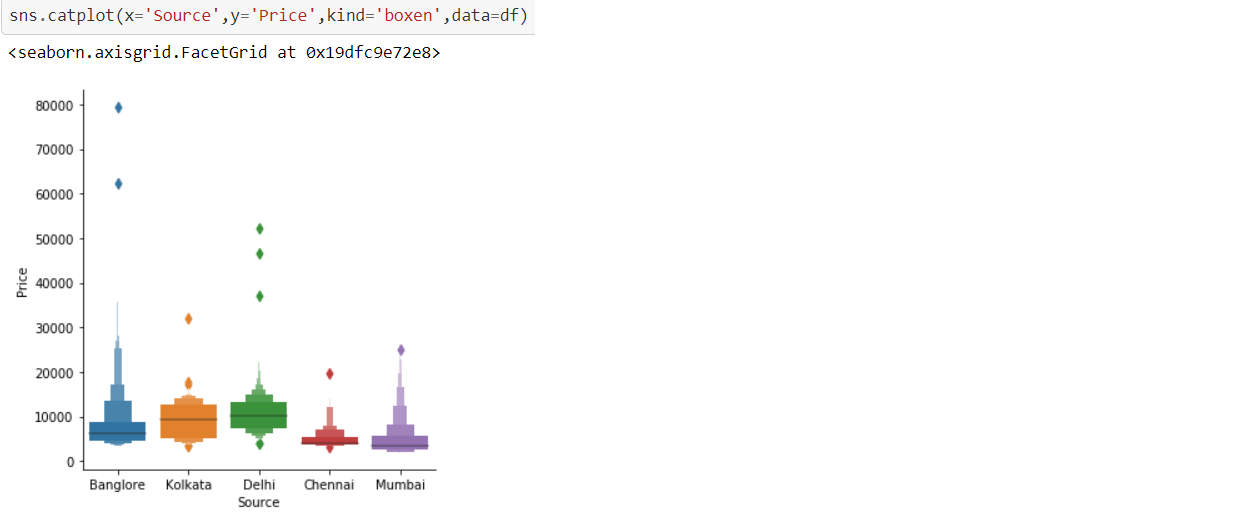 sns.catplot(x='Source',y='Price',kind='boxen',data=df)
<seaborn.axisgrid.FacetGrid at 0x19dfc9e72e8>
80000
70000
60000
50000
40000
30000
20000
10000
0
Price
Banglore Kolkata Delhi Chennai Mumbai
Source